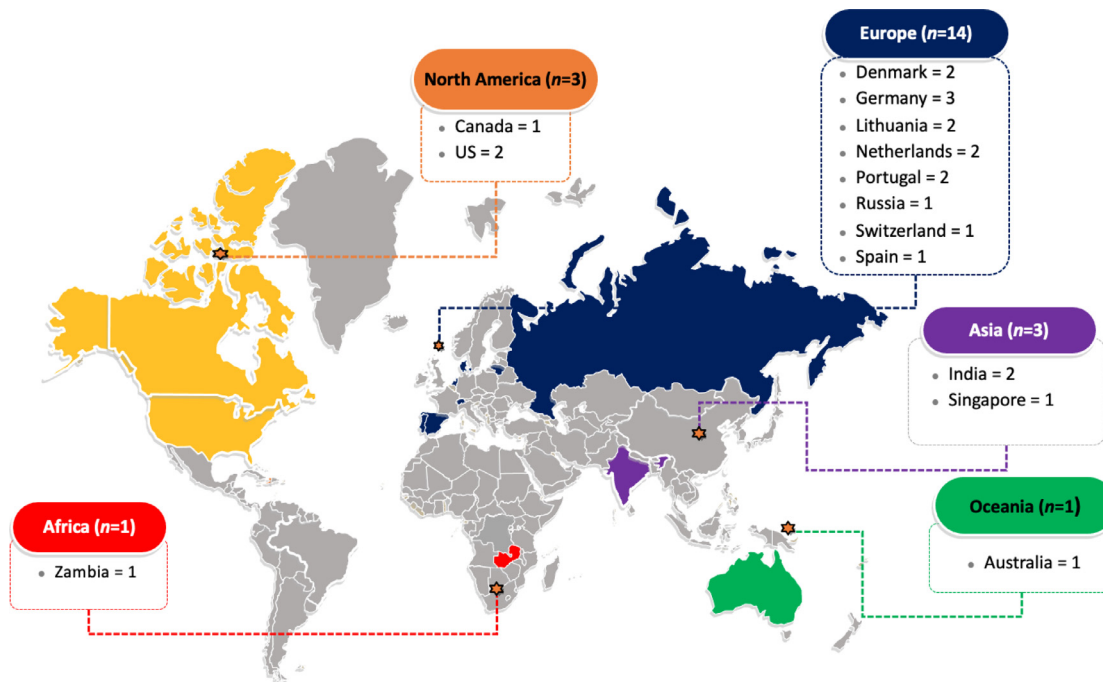 Europe (n=14)
• Denmark = 2
• Germany = 3
• Lithuania = 2
• Netherlands = 2
• Portugal = 2
• Russia = 1
• Switzerland = 1
• Spain = 1
North America (n=3)
• Canada = 1
• US = 2
Asia (n=3)
• India = 2
• Singapore = 1
Africa (n=1)
• Zambia = 1
Oceania (n=1)
• Australia = 1